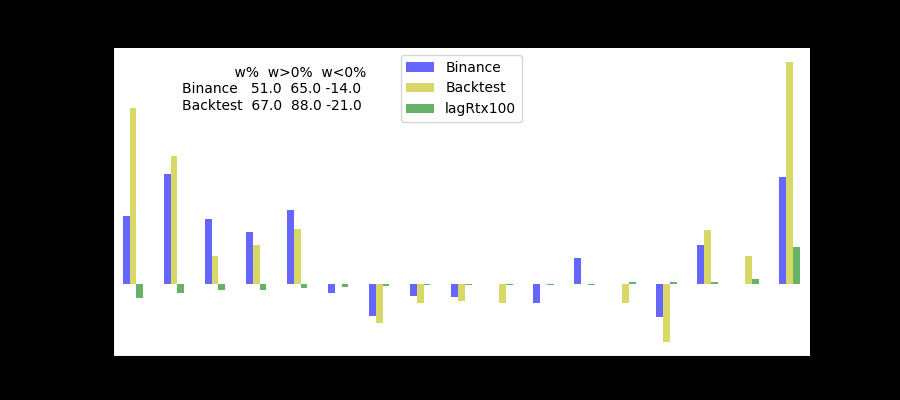 w%  w>0%  w<0%
Binance   51.0  65.0 -14.0
Backtest  67.0  88.0 -21.0
Binance
Backtest
lagRtx100